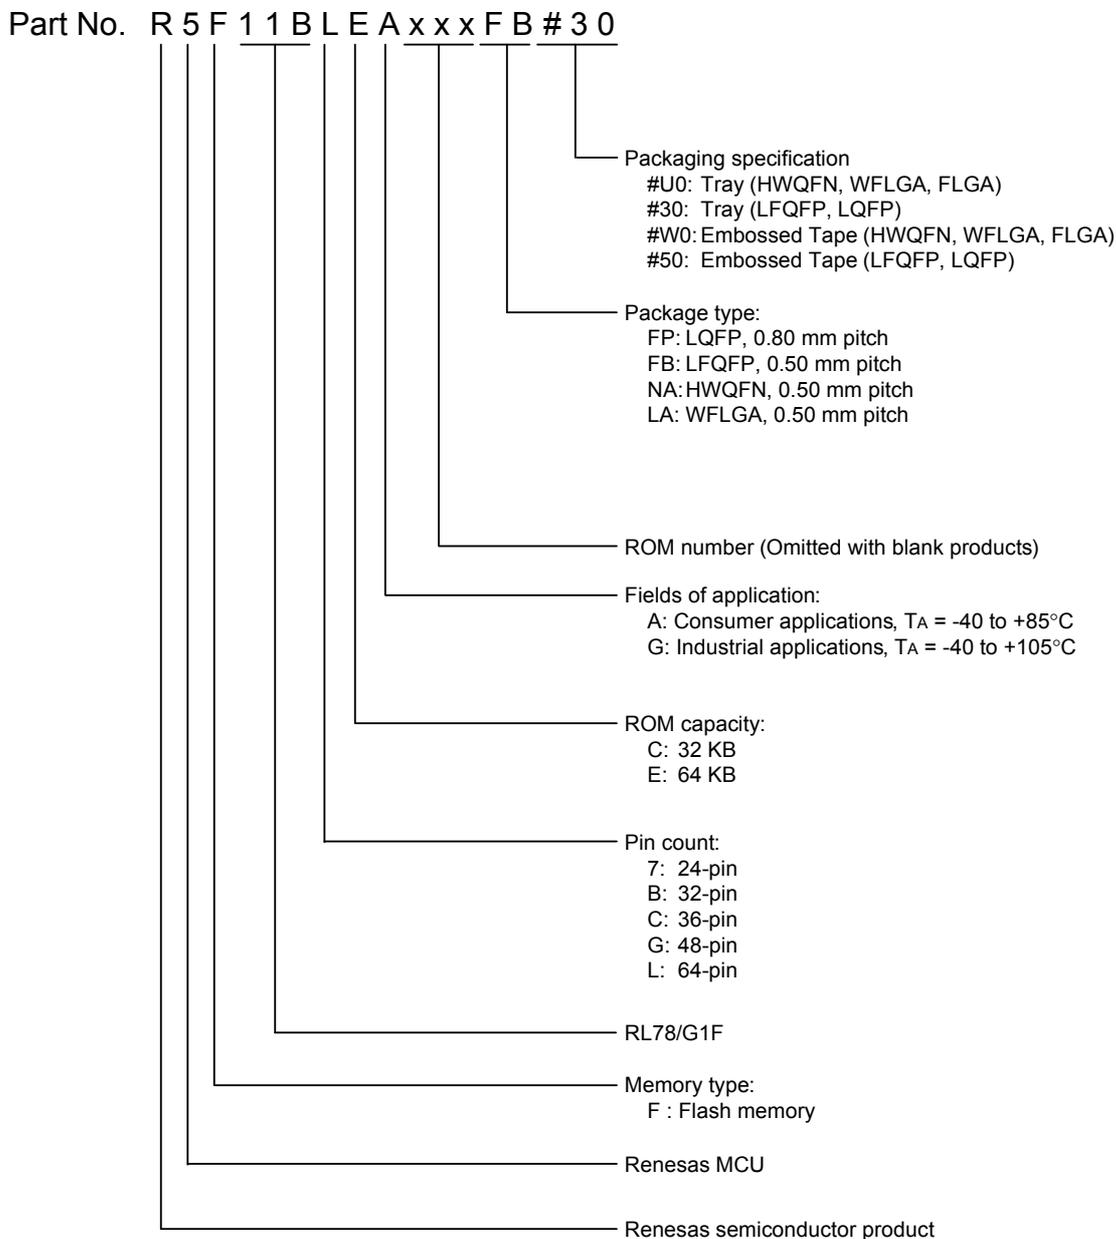 Part No. R 5 F 1 1 B L E A x x x F B # 3 0
Packaging specification
#U0: Tray (HWQFN, WFLGA, FLGA)
#30: Tray (LFQFP, LQFP)
#W0: Embossed Tape (HWQFN, WFLGA, FLGA)
#50: Embossed Tape (LFQFP, LQFP)
Package type:
FP: LQFP, 0.80 mm pitch
FB: LFQFP, 0.50 mm pitch
NA: HWQFN, 0.50 mm pitch
LA: WFLGA, 0.50 mm pitch
ROM number (Omitted with blank products)
Fields of application:
A: Consumer applications, TA = -40 to +85°C
G: Industrial applications, TA = -40 to +105°C
ROM capacity:
C: 32 KB
E: 64 KB
Pin count:
7: 24-pin
B: 32-pin
C: 36-pin
G: 48-pin
L: 64-pin
RL78/G1F
Memory type:
F : Flash memory
Renesas MCU
Renesas semiconductor product